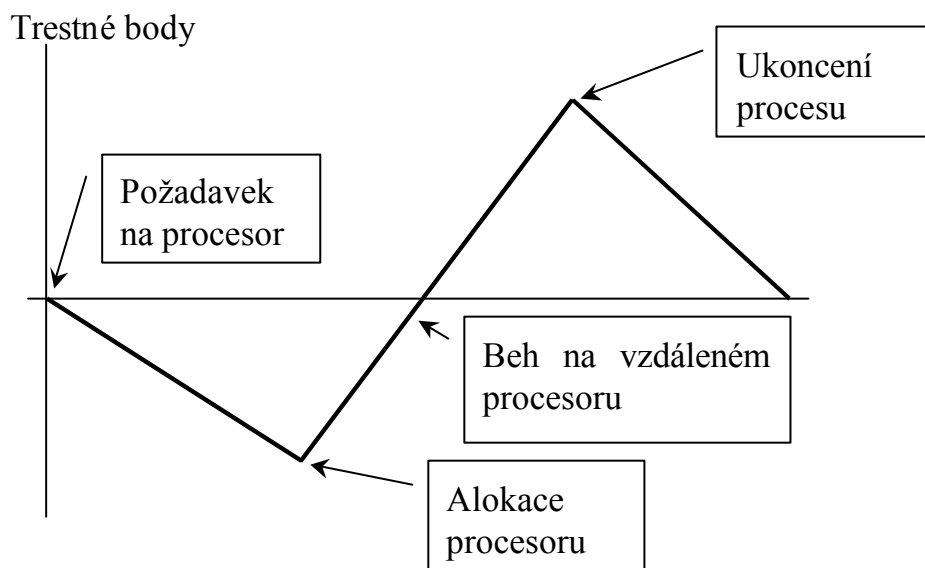 Trestné body
Ukoncení
procesu
Požadavek
na procesor
Beh na vzdáleném
procesoru
Alokace
procesoru